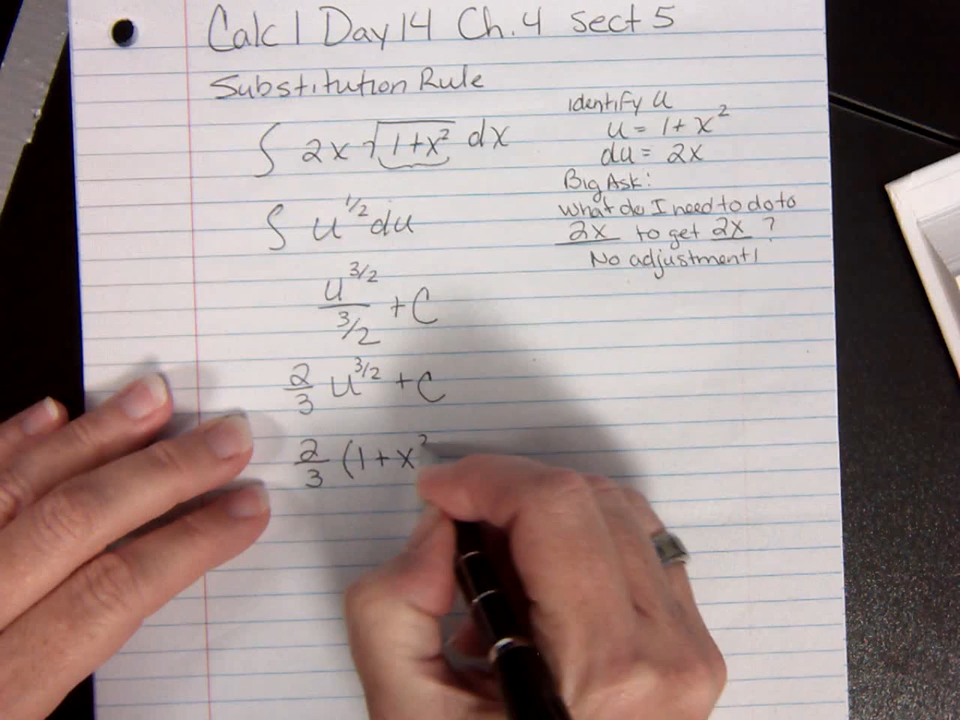 Calc 1 Day 14 Ch. 4 sect 5
Substitution Rule
∫ 2x √(1+x²) dx
∫ u^(1/2) du
u^(3/2) / (3/2) + C
2/3 u^(3/2) + C
2/3 (1+x²
identify u
u = 1 + x²
du = 2x
Big Ask:
What do I need to do to
2x to get 2x ?
No adjustment!